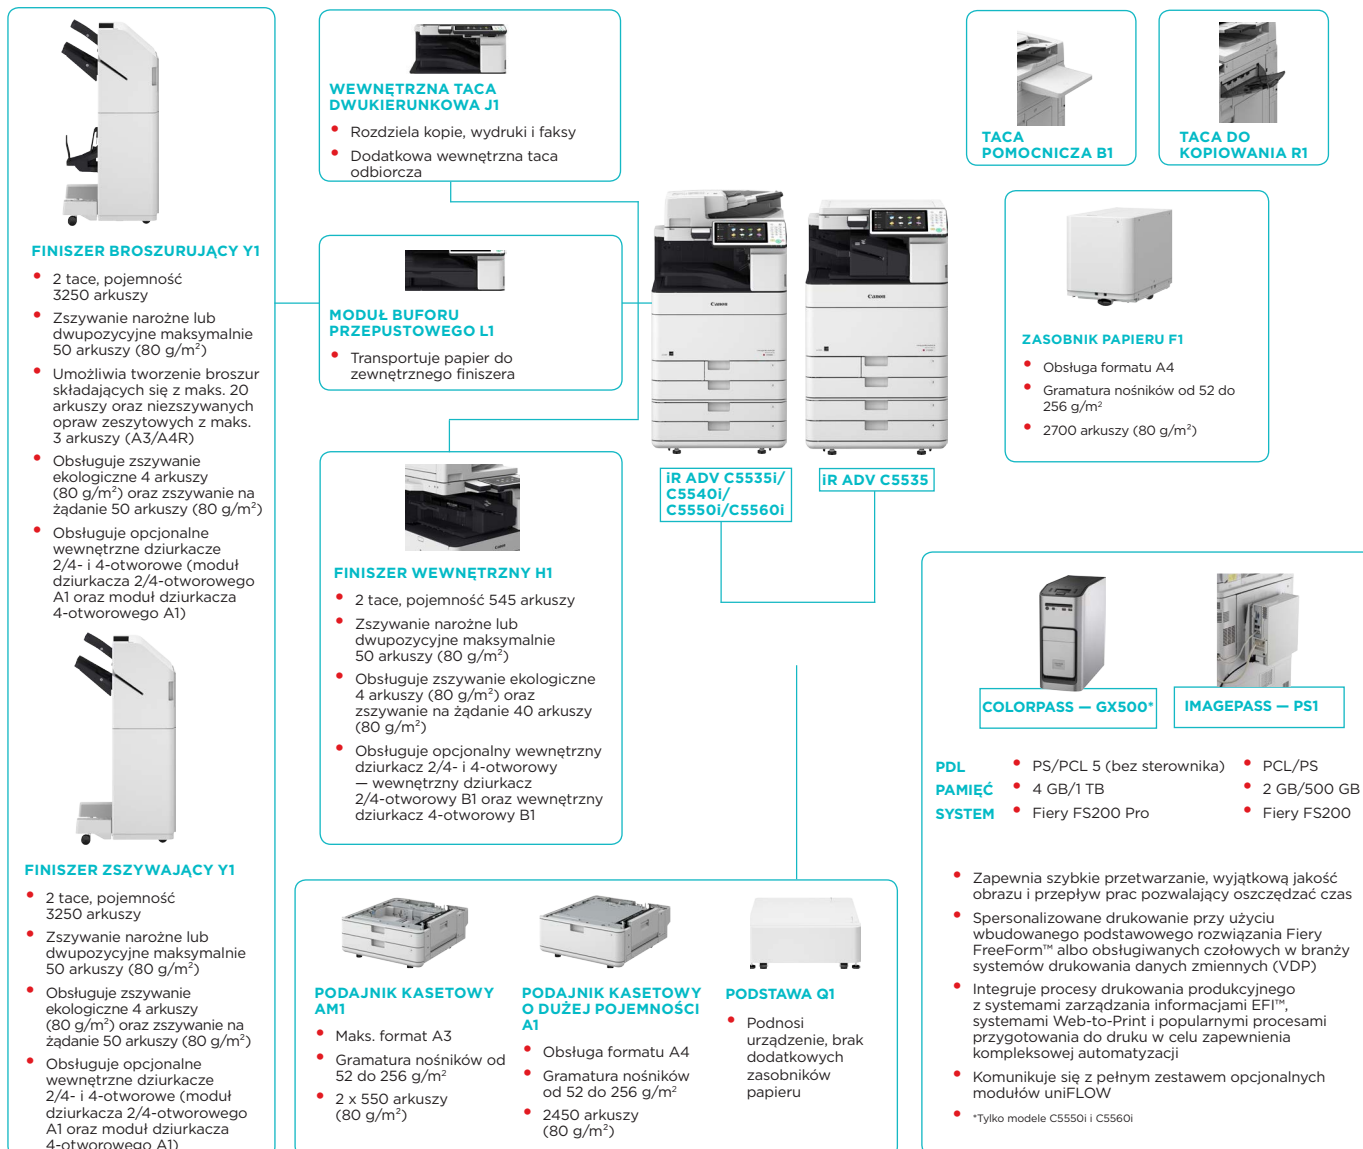 FINISZER BROSZURUJĄCY Y1
• 2 tace, pojemność
3250 arkuszy
• Zszywanie narożne lub
dwupozycyjne maksymalnie
50 arkuszy (80 g/m²)
• Umożliwia tworzenie broszur
składających się z maks. 20
arkuszy oraz niezszywanych
opraw zeszytowych z maks.
3 arkuszy (A3/A4R)
• Obsługuje zszywanie
ekologiczne 4 arkuszy
(80 g/m²) oraz zszywanie na
żądanie 50 arkuszy (80 g/m²)
• Obsługuje opcjonalne
wewnętrzne dziurkacze
2/4- i 4-otworowe (moduł
dziurkacza 2/4-otworowego
A1 oraz moduł dziurkacza
4-otworowego A1)
FINISZER ZSZYWAJĄCY Y1
• 2 tace, pojemność
3250 arkuszy
• Zszywanie narożne lub
dwupozycyjne maksymalnie
50 arkuszy (80 g/m²)
• Obsługuje zszywanie
ekologiczne 4 arkuszy
(80 g/m²) oraz zszywanie na
żądanie 50 arkuszy (80 g/m²)
• Obsługuje opcjonalne
wewnętrzne dziurkacze
2/4- i 4-otworowe (moduł
dziurkacza 2/4-otworowego
A1 oraz moduł dziurkacza
4-otworowego A1)
WEWNĘTRZNA TACA
DWUKIERUNKOWA J1
• Rozdziela kopie, wydruki i faksy
• Dodatkowa wewnętrzna taca
odbiorcza
MODUŁ BUFORU
PRZEPUSTOWEGO L1
• Transportuje papier do
zewnętrznego finiszera
FINISZER WEWNĘTRZNY H1
• 2 tace, pojemność 545 arkuszy
• Zszywanie narożne lub
dwupozycyjne maksymalnie
50 arkuszy (80 g/m²)
• Obsługuje zszywanie ekologiczne
4 arkuszy (80 g/m²) oraz
zszywanie na żądanie 40 arkuszy
(80 g/m²)
• Obsługuje opcjonalny wewnętrzny
dziurkacz 2/4- i 4-otworowy
— wewnętrzny dziurkacz
2/4-otworowy B1 oraz wewnętrzny
dziurkacz 4-otworowy B1
Canon
Canon
iR ADV C5535i/
C5540i/
C5550i/C5560i
iR ADV C5535
TACA
POMOCNICZA B1
TACA DO
KOPIOWANIA R1
ZASOBNIK PAPIERU F1
• Obsługa formatu A4
• Gramatura nośników od 52 do
256 g/m²
• 2700 arkuszy (80 g/m²)
PODAJNIK KASETOWY
AM1
• Maks. format A3
• Gramatura nośników od
52 do 256 g/m²
• 2 x 550 arkuszy
(80 g/m²)
PODAJNIK KASETOWY
O DUŻEJ POJEMNOŚCI
A1
• Obsługa formatu A4
• Gramatura nośników
od 52 do 256 g/m²
• 2450 arkuszy
(80 g/m²)
PODSTAWA Q1
• Podnosi
urządzenie, brak
dodatkowych
zasobników
papieru
COLORPASS — GX500*
IMAGEPASS — PS1
PDL • PS/PCL 5 (bez sterownika) • PCL/PS
PAMIĘĆ • 4 GB/1 TB • 2 GB/500 GB
SYSTEM • Fiery FS200 Pro • Fiery FS200
• Zapewnia szybkie przetwarzanie, wyjątkową jakość
obrazu i przepływ prac pozwalający oszczędzać czas
• Spersonalizowane drukowanie przy użyciu
wbudowanego podstawowego rozwiązania Fiery
FreeForm™ albo obsługiwanych czołowych w branży
systemów drukowania danych zmiennych (VDP)
• Integruje procesy drukowania produkcyjnego
z systemami zarządzania informacjami EFI™,
systemami Web-to-Print i popularnymi procesami
przygotowania do druku w celu zapewnienia
kompleksowej automatyzacji
• Komunikuje się z pełnym zestawem opcjonalnych
modułów uniFLOW
• *Tylko modele C5550i i C5560i